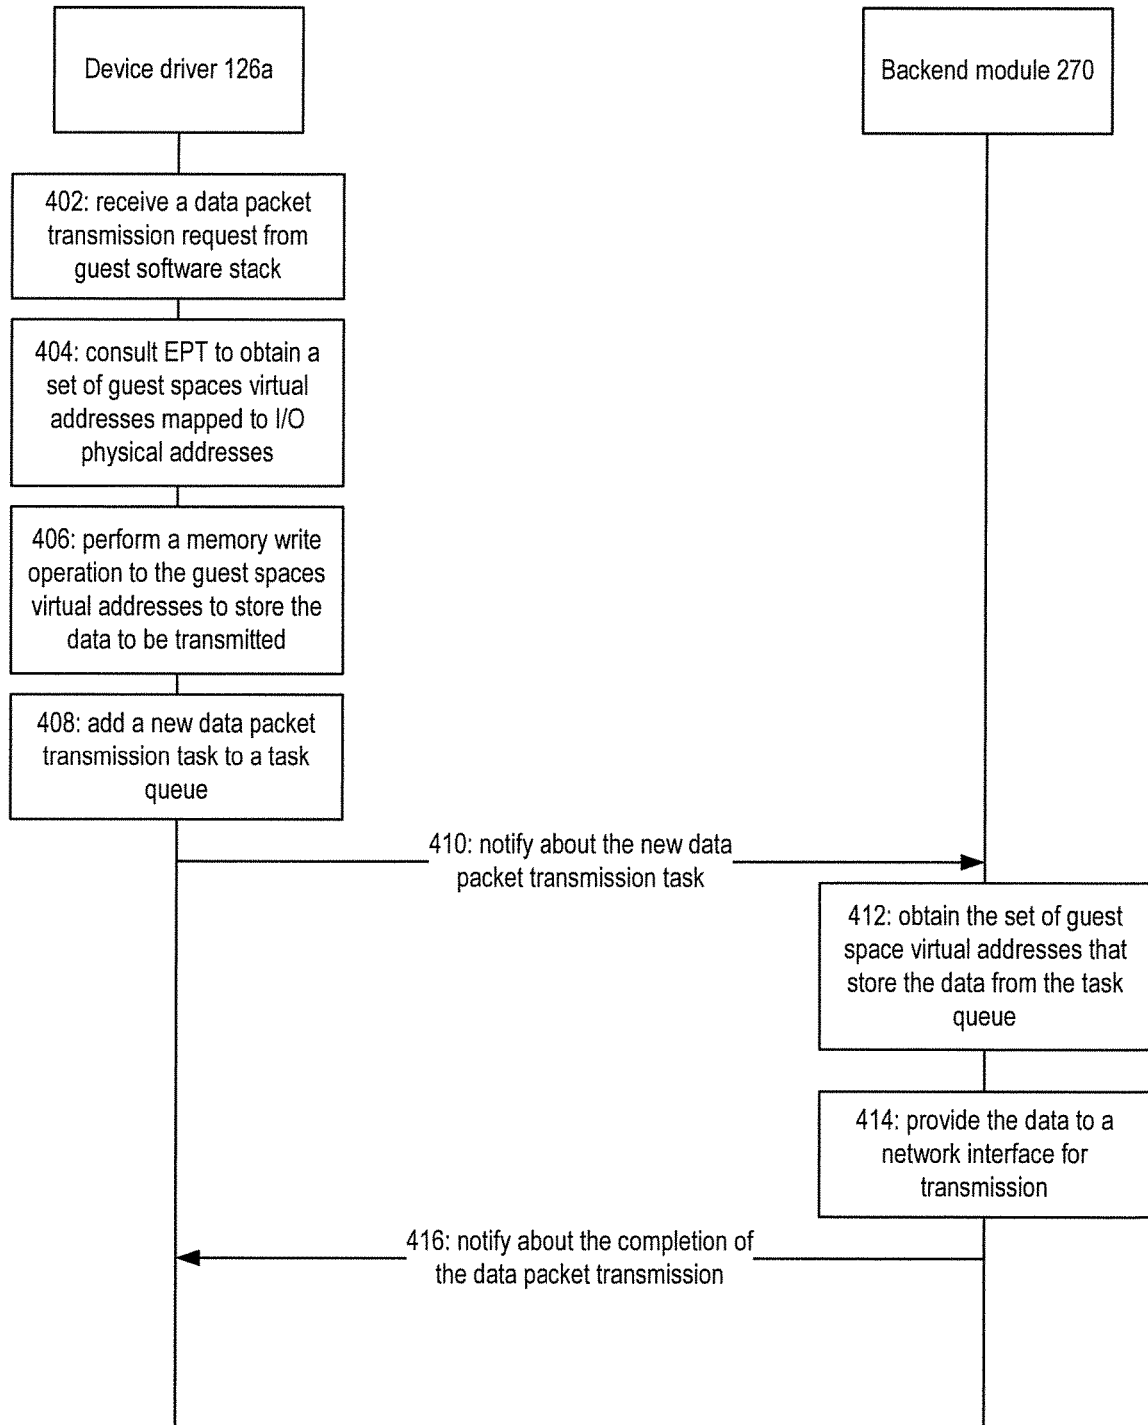 Device driver 126a
Backend module 270
402: receive a data packet
transmission request from
guest software stack
404: consult EPT to obtain a
set of guest spaces virtual
addresses mapped to I/O
physical addresses
406: perform a memory write
operation to the guest spaces
virtual addresses to store the
data to be transmitted
408: add a new data packet
transmission task to a task
queue
410: notify about the new data
packet transmission task
412: obtain the set of guest
space virtual addresses that
store the data from the task
queue
414: provide the data to a
network interface for
transmission
416: notify about the completion of
the data packet transmission